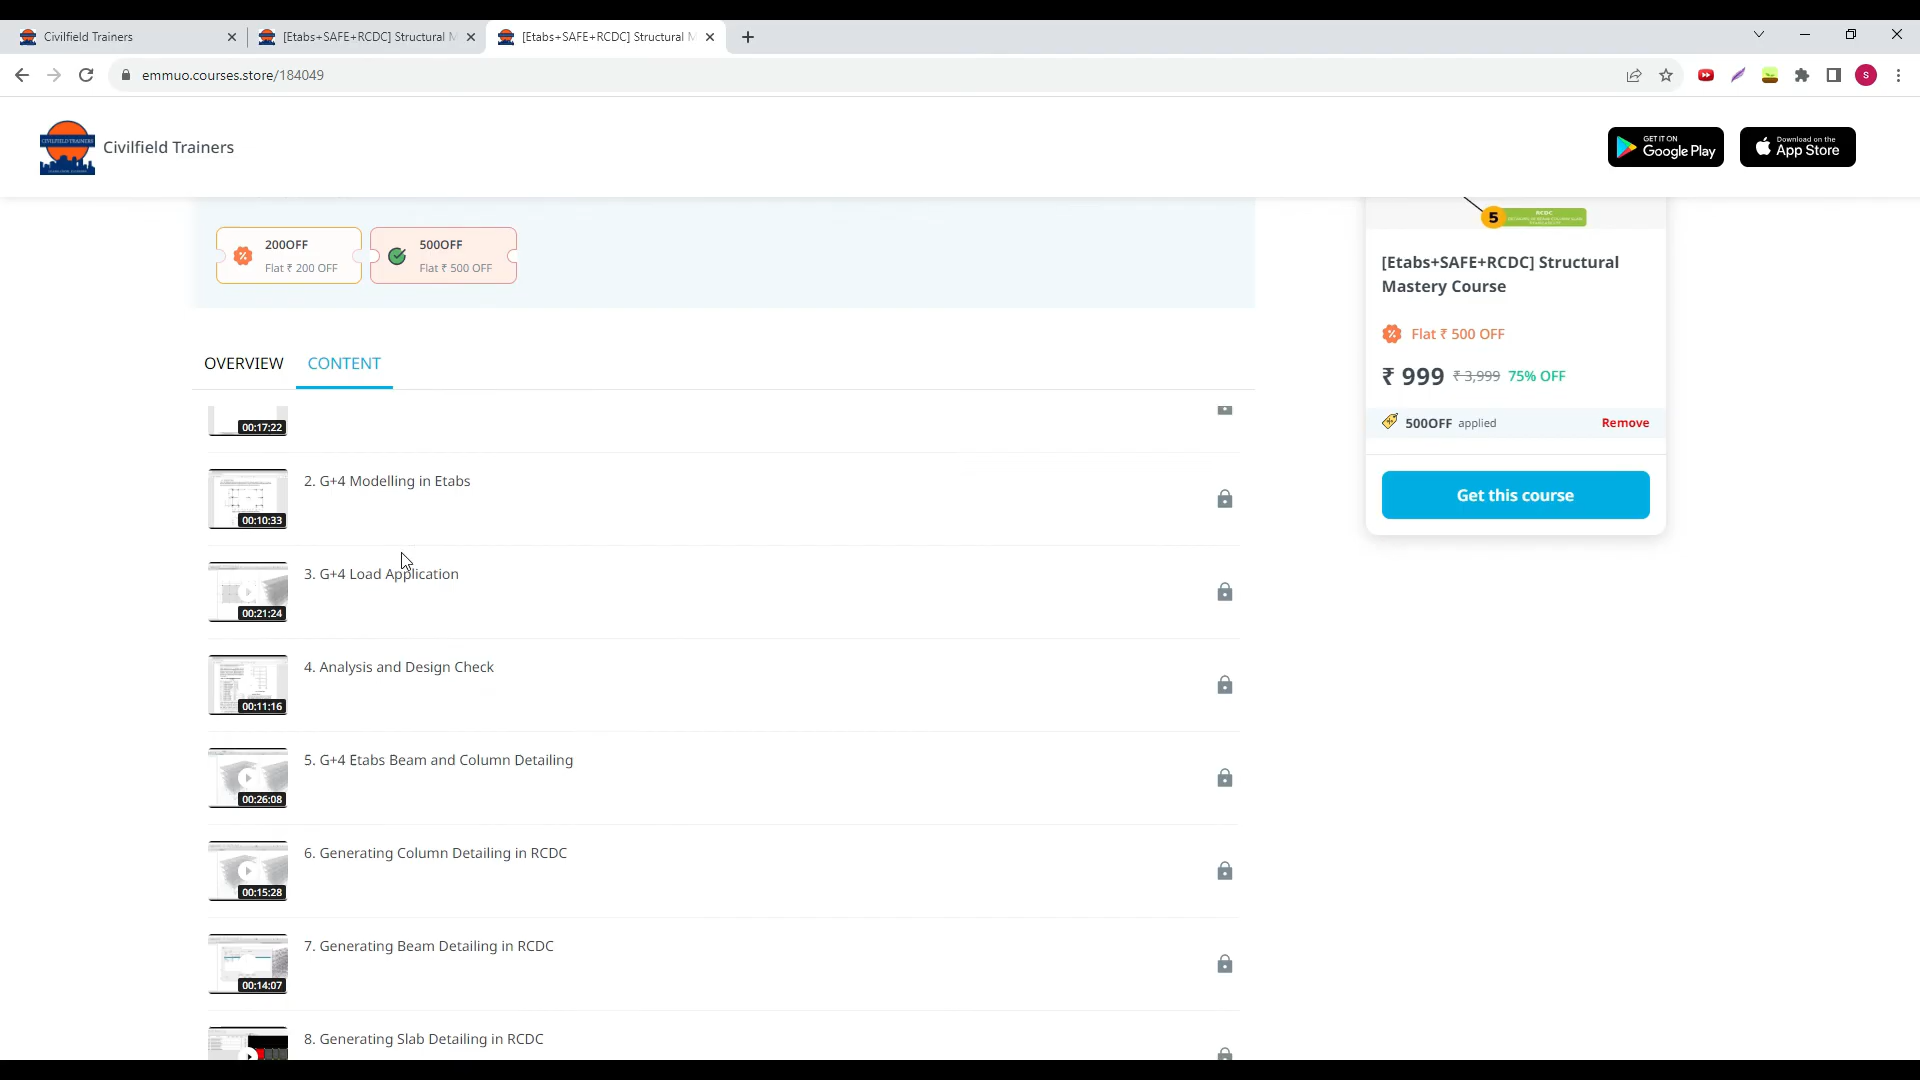 Civilfield Trainers
[Etabs+SAFE+RCDC] Structural M
[Etabs+SAFE+RCDC] Structural M
emmuo.courses.store/184049
S
CIVILFIELD TRAINERS
Civilfield Trainers
GET IT ON
Google Play
Download on the
App Store
200OFF
Flat ₹ 200 OFF
500OFF
Flat ₹ 500 OFF
5
RCDC
[Etabs+SAFE+RCDC] Structural
Mastery Course
Flat ₹ 500 OFF
₹ 999 ₹ 3,999 75% OFF
500OFF applied
Remove
Get this course
OVERVIEW
CONTENT
00:17:22
2. G+4 Modelling in Etabs
00:10:33
3. G+4 Load Application
00:21:24
4. Analysis and Design Check
00:11:16
5. G+4 Etabs Beam and Column Detailing
00:26:08
6. Generating Column Detailing in RCDC
00:15:28
7. Generating Beam Detailing in RCDC
00:14:07
8. Generating Slab Detailing in RCDC